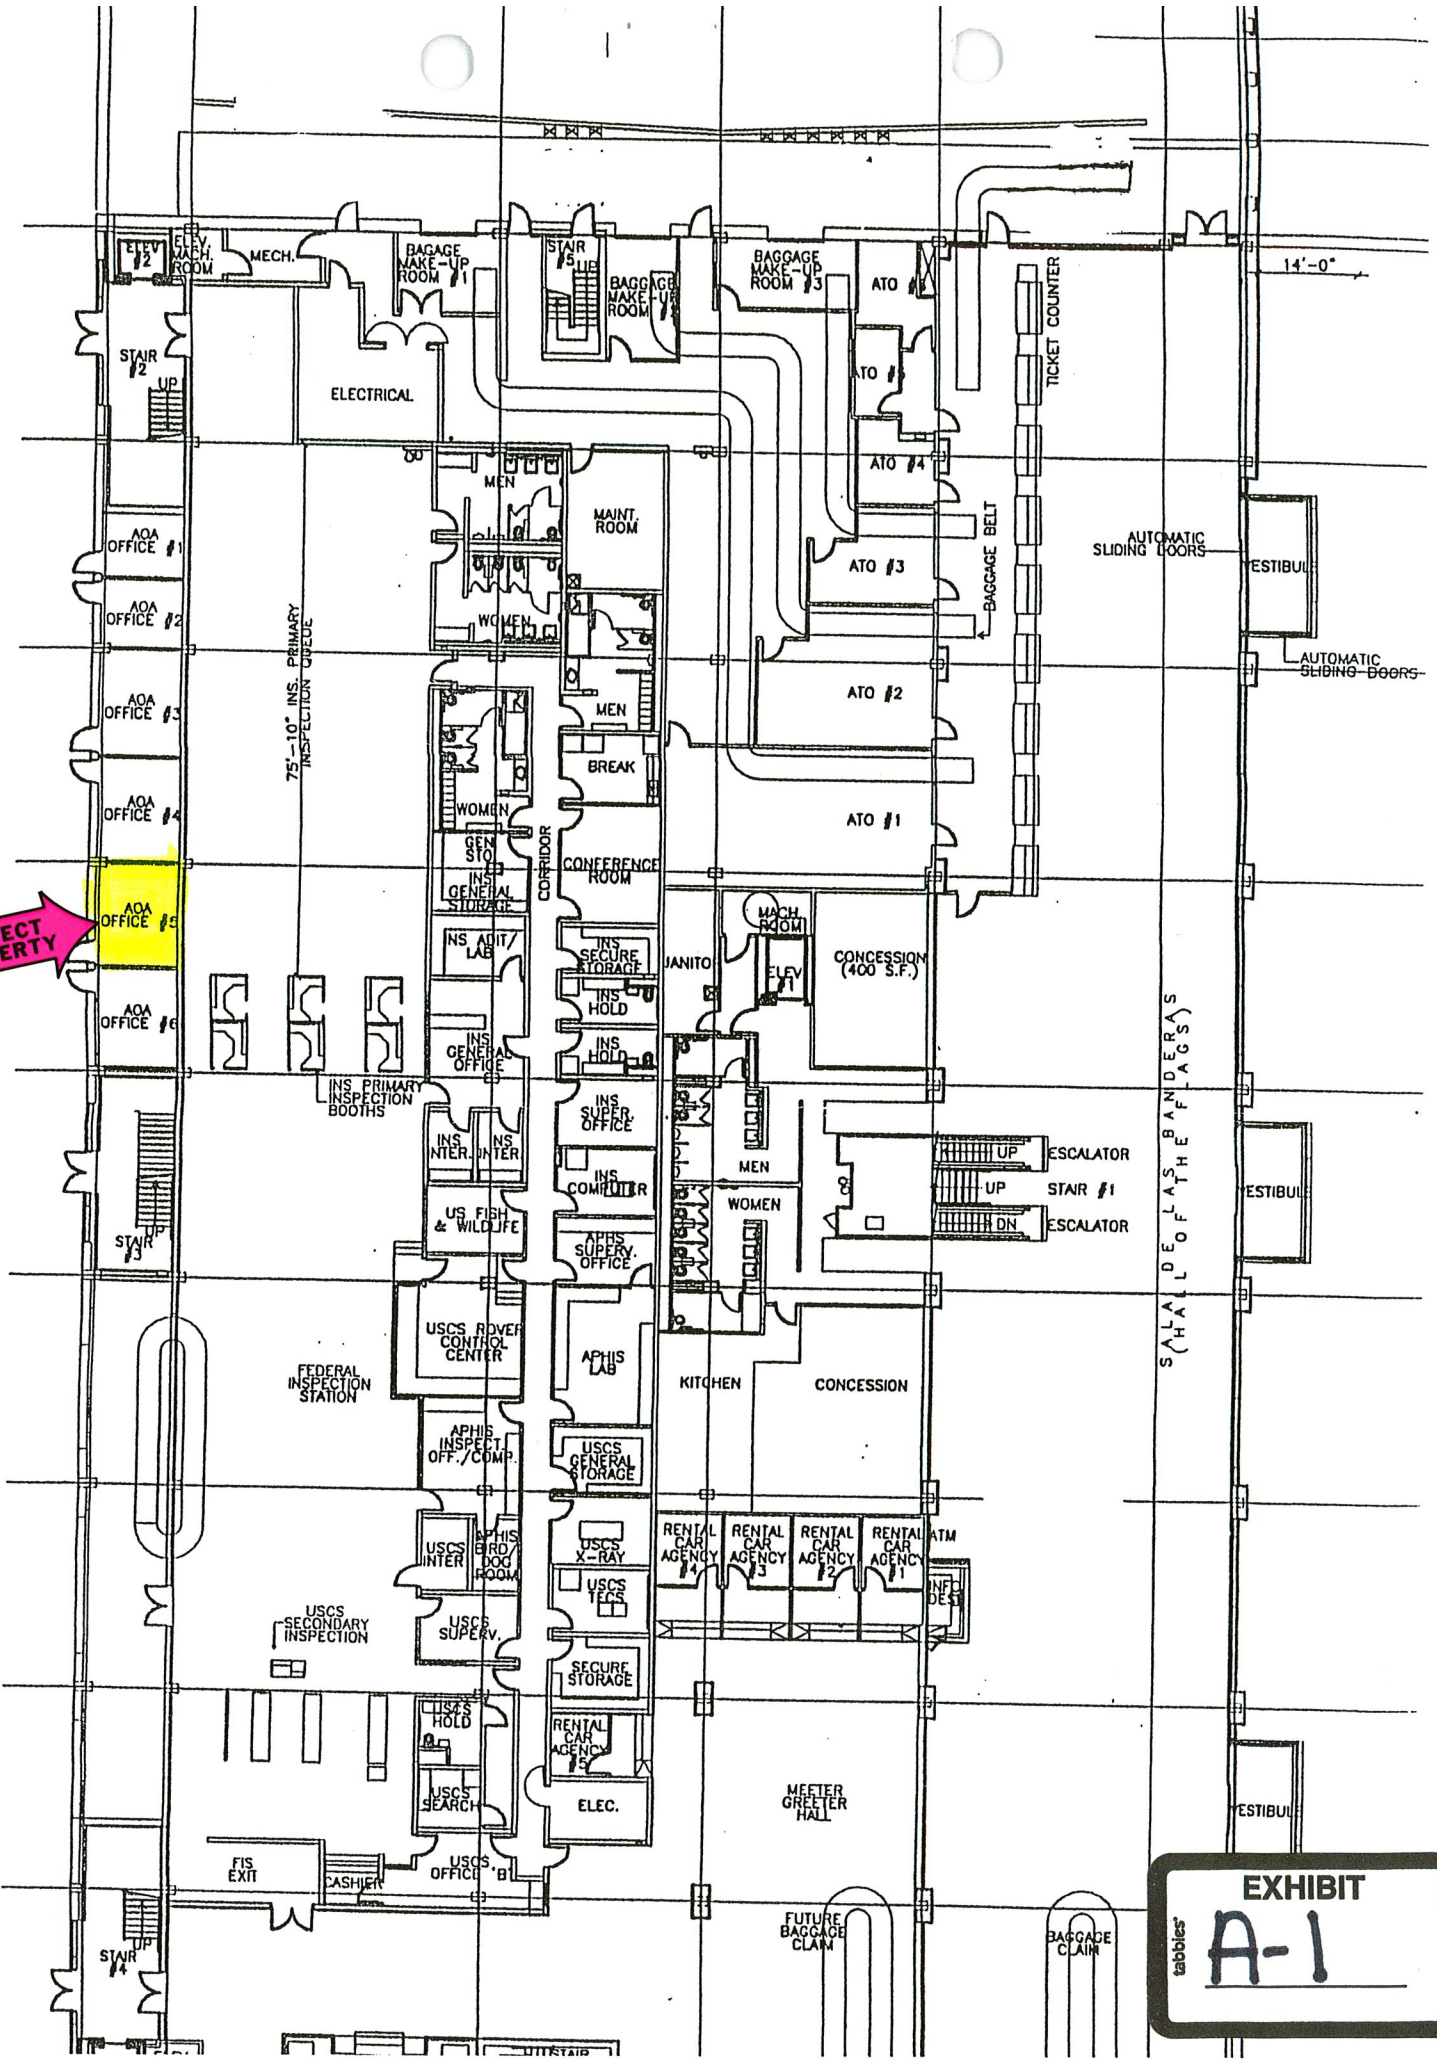 ELEV
#2
ELEV.
MACH.
ROOM
MECH.
BAGAGE
MAKE-UP
ROOM #1
STAIR
#5
UP
BAGGAGE
MAKE-UP
ROOM
BAGGAGE
MAKE-UP
ROOM #3
ATO
14'-0"
TICKET COUNTER
STAIR
#2
UP
ELECTRICAL
ATO #5
ATO #4
MEN
MAINT.
ROOM
AOA
OFFICE #1
ATO #3
BAGGAGE BELT
AUTOMATIC
SLIDING DOORS
VESTIBUL
AOA
OFFICE #2
WOMEN
75'-10" INS. PRIMARY
INSPECTION QUEUE
AUTOMATIC
SLIDING DOORS
AOA
OFFICE #3
MEN
ATO #2
BREAK
AOA
OFFICE #4
WOMEN
ATO #1
GEN
STO
CORRIDOR
CONFERENCE
ROOM
INS
GENERAL
STORAGE
ECT
ERTY
AOA
OFFICE #5
MACH.
ROOM
INS ADIT/
LAB
INS
SECURE
STORAGE
JANITO
ELEV
#1
CONCESSION
(400 S.F.)
AOA
OFFICE #6
INS
HOLD
INS
GENERAL
OFFICE
INS
HOLD
INS PRIMARY
INSPECTION
BOOTHS
INS
SUPER.
OFFICE
INS
INTER.
INS
INTER
INS
COMPUTER
MEN
WOMEN
UP
ESCALATOR
UP
STAIR #1
DN
ESCALATOR
ESTIBUL
SALA DE LAS BANDERAS
(HALL OF THE FLAGS)
US FISH
& WILDLIFE
APHS
SUPERV.
OFFICE
UP
STAIR
#3
USCS ROVER
CONTROL
CENTER
APHIS
LAB
FEDERAL
INSPECTION
STATION
KITCHEN
CONCESSION
APHIS
INSPECT.
OFF./COMP.
USCS
GENERAL
STORAGE
USCS
INTER
APHIS
BIRD/
DOG
ROOM
USCS
X-RAY
RENTAL
CAR
AGENCY
#4
RENTAL
CAR
AGENCY
#3
RENTAL
CAR
AGENCY
#2
RENTAL
CAR
AGENCY
#1
ATM
INFO
DES
USCS
TECS
USCS
SECONDARY
INSPECTION
USCS
SUPERV.
SECURE
STORAGE
USCS
HOLD
RENTAL
CAR
AGENCY
#5
USCS
SEARCH
ELEC.
MEETER
GREETER
HALL
ESTIBUL
FIS
EXIT
CASHIER
USCS
OFFICE 'B'
UP
STAIR
#4
FUTURE
BAGGAGE
CLAIM
BAGGAGE
CLAIM
tabbies'
EXHIBIT
A-1